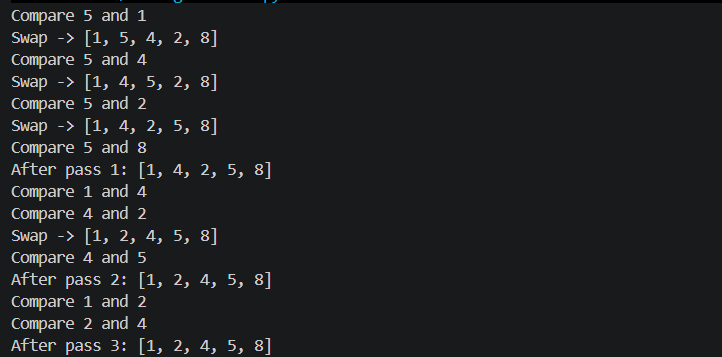 Compare 5 and 1
Swap -> [1, 5, 4, 2, 8]
Compare 5 and 4
Swap -> [1, 4, 5, 2, 8]
Compare 5 and 2
Swap -> [1, 4, 2, 5, 8]
Compare 5 and 8
After pass 1: [1, 4, 2, 5, 8]
Compare 1 and 4
Compare 4 and 2
Swap -> [1, 2, 4, 5, 8]
Compare 4 and 5
After pass 2: [1, 2, 4, 5, 8]
Compare 1 and 2
Compare 2 and 4
After pass 3: [1, 2, 4, 5, 8]